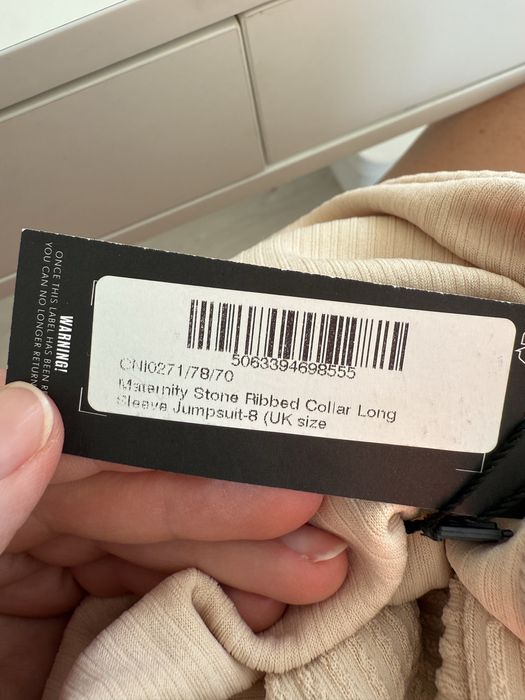 WARNING!
ONCE THIS LABEL HAS BEEN
YOU CAN NO LONGER RETURN
5063394698555
CNI0271/78/70
Maternity Stone Ribbed Collar Long
Sleeve Jumpsuit-8 (UK size